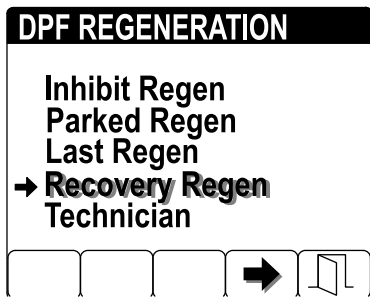 DPF REGENERATION
Inhibit Regen
Parked Regen
Last Regen
Recovery Regen
Technician